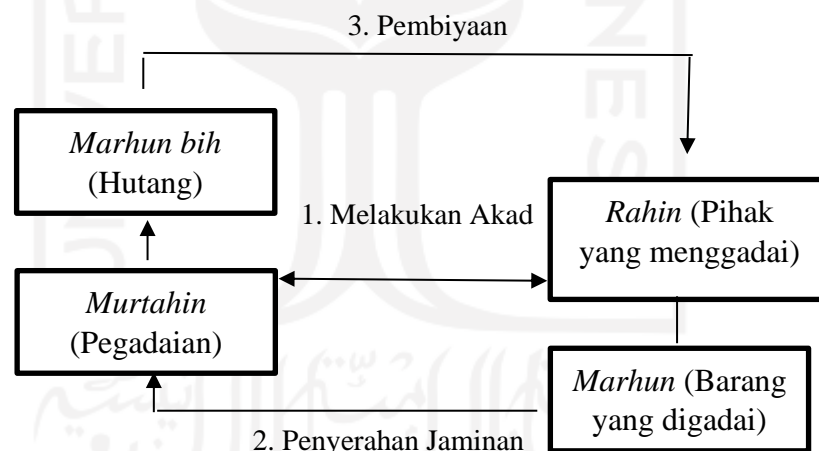 3. Pembiyaan
Marhun bih
(Hutang)
1. Melakukan Akad
Rahin (Pihak
yang menggadai)
Murtahin
(Pegadaian)
Marhun (Barang
yang digadai)
2. Penyerahan Jaminan